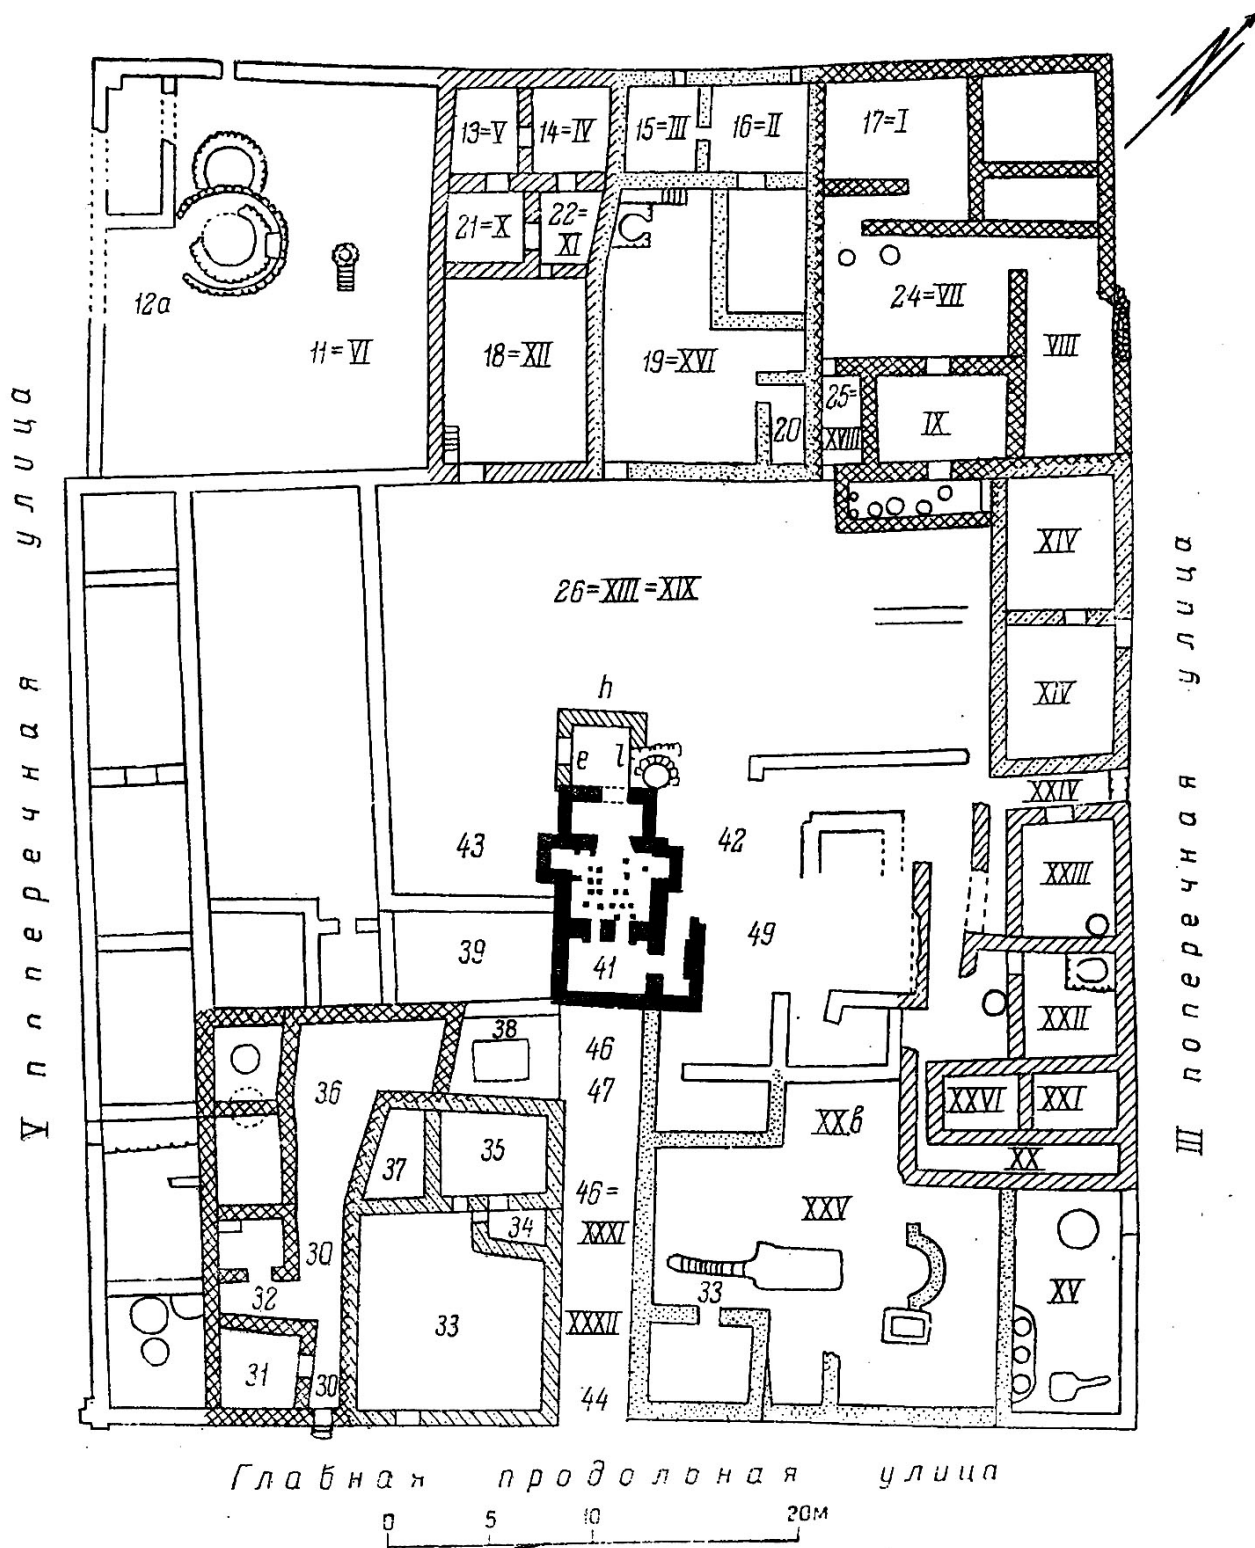 13=V
14=IV
15=III
16=II
17=I
21=X
22=
XI
12а
11=VI
18=XII
19=XVI
20
24=VII
VIII
25=
XVIII
IX
XIV
26=XIII=XIX
XIV
h
e l
XXIV
43
42
XXIII
39
41
49
XXII
38
46
47
36
XXVI
XXI
XXв
XX
37
35
34
46=
XXXI
XXV
30
32
33
33
XXXII
XV
31
30
44
V поперечная улица
III поперечная улица
Главная продольная улица
0 5 10 20м